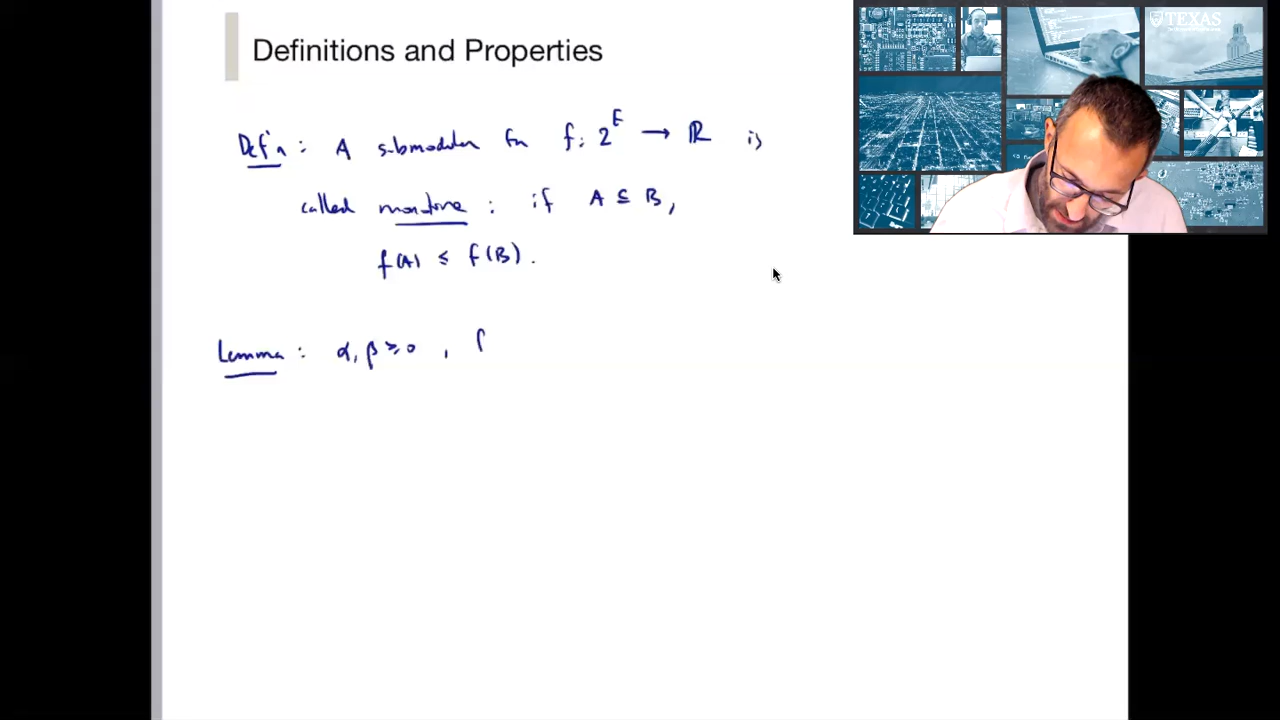 Definitions and Properties
TEXAS
Def'n : A submodular fn f: 2^E → ℝ is
called monotone : if A ⊆ B,
f(A) ≤ f(B).
Lemma : α, β ≥ 0 , f